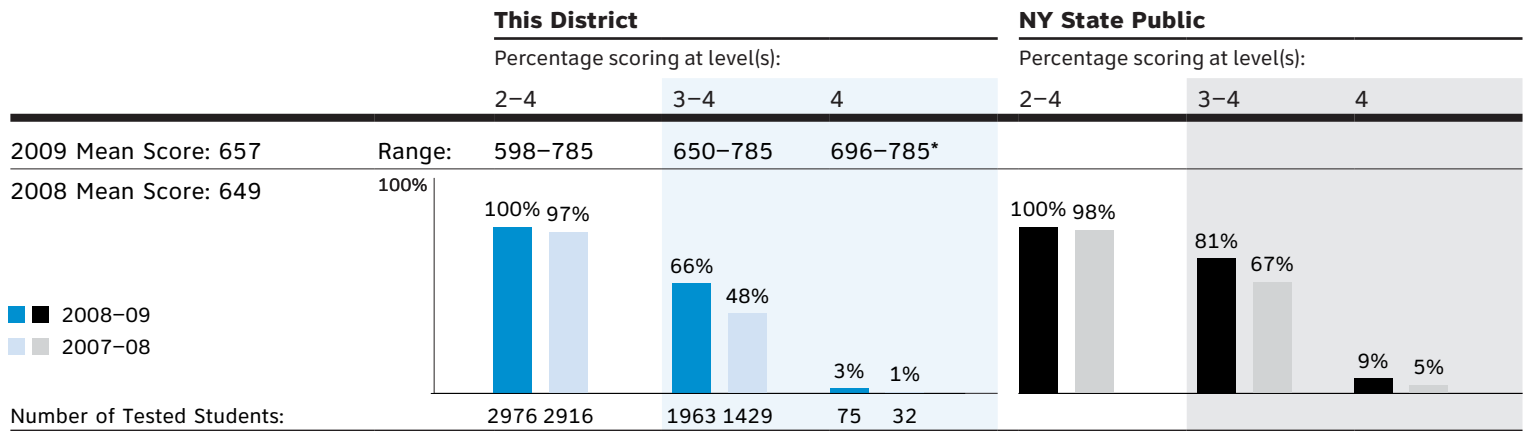 This District NY State Public
Percentage scoring at level(s): Percentage scoring at level(s):
2–4 3–4 4 2–4 3–4 4
2009 Mean Score: 657 Range: 598–785 650–785 696–785*
2008 Mean Score: 649 100%
100% 97% 100% 98%
81%
66% 67%
48%
2008–09
2007–08
3% 1% 9% 5%
Number of Tested Students: 2976 2916 1963 1429 75 32